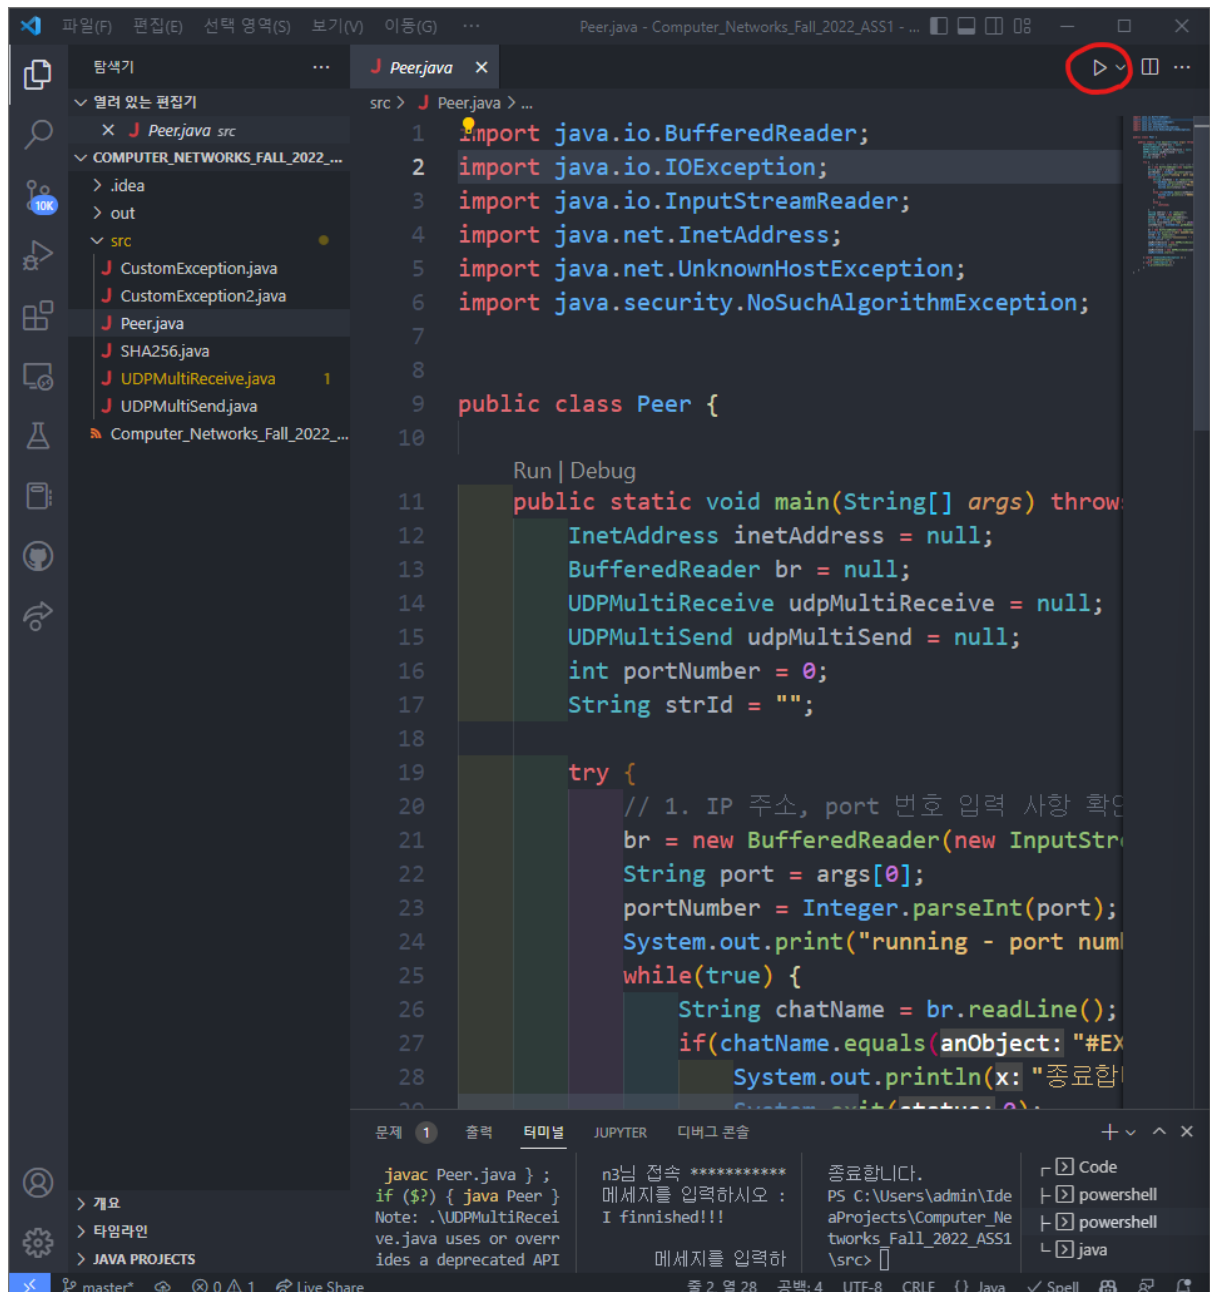 파일(F) 편집(E) 선택 영역(S) 보기(V) 이동(G) ··· Peer.java - Computer_Networks_Fall_2022_ASS1 - ...
탐색기 ···
열려 있는 편집기
Peer.java src
COMPUTER_NETWORKS_FALL_2022_...
.idea
out
src
CustomException.java
CustomException2.java
Peer.java
SHA256.java
UDPMultiReceive.java 1
UDPMultiSend.java
Computer_Networks_Fall_2022_...
10K
개요
타임라인
JAVA PROJECTS
J Peer.java ×
src > J Peer.java > ...
1 import java.io.BufferedReader;
2 import java.io.IOException;
3 import java.io.InputStreamReader;
4 import java.net.InetAddress;
5 import java.net.UnknownHostException;
6 import java.security.NoSuchAlgorithmException;
7
8
9 public class Peer {
10
Run | Debug
11 public static void main(String[] args) throws
12 InetAddress inetAddress = null;
13 BufferedReader br = null;
14 UDPMultiReceive udpMultiReceive = null;
15 UDPMultiSend udpMultiSend = null;
16 int portNumber = 0;
17 String strId = "";
18
19 try {
20 // 1. IP 주소, port 번호 입력 사항 확인
21 br = new BufferedReader(new InputStre
22 String port = args[0];
23 portNumber = Integer.parseInt(port);
24 System.out.print("running - port num
25 while(true) {
26 String chatName = br.readLine();
27 if(chatName.equals(anObject: "#EX
28 System.out.println(x: "종료합
29 System.exit(status: 0);
문제 1 출력 터미널 JUPYTER 디버그 콘솔
javac Peer.java } ;
if ($?) { java Peer }
Note: .\UDPMultiRecei
ve.java uses or overr
ides a deprecated API
n3님 접속 ***********
메세지를 입력하시오 :
I finnished!!!
메세지를 입력하
종료합니다.
PS C:\Users\admin\Ide
aProjects\Computer_Ne
tworks_Fall_2022_ASS1
\src>
Code
powershell
powershell
java
master* 0 1 Live Share 줄 2, 열 28 공백: 4 UTF-8 CRLF {} Java Spell